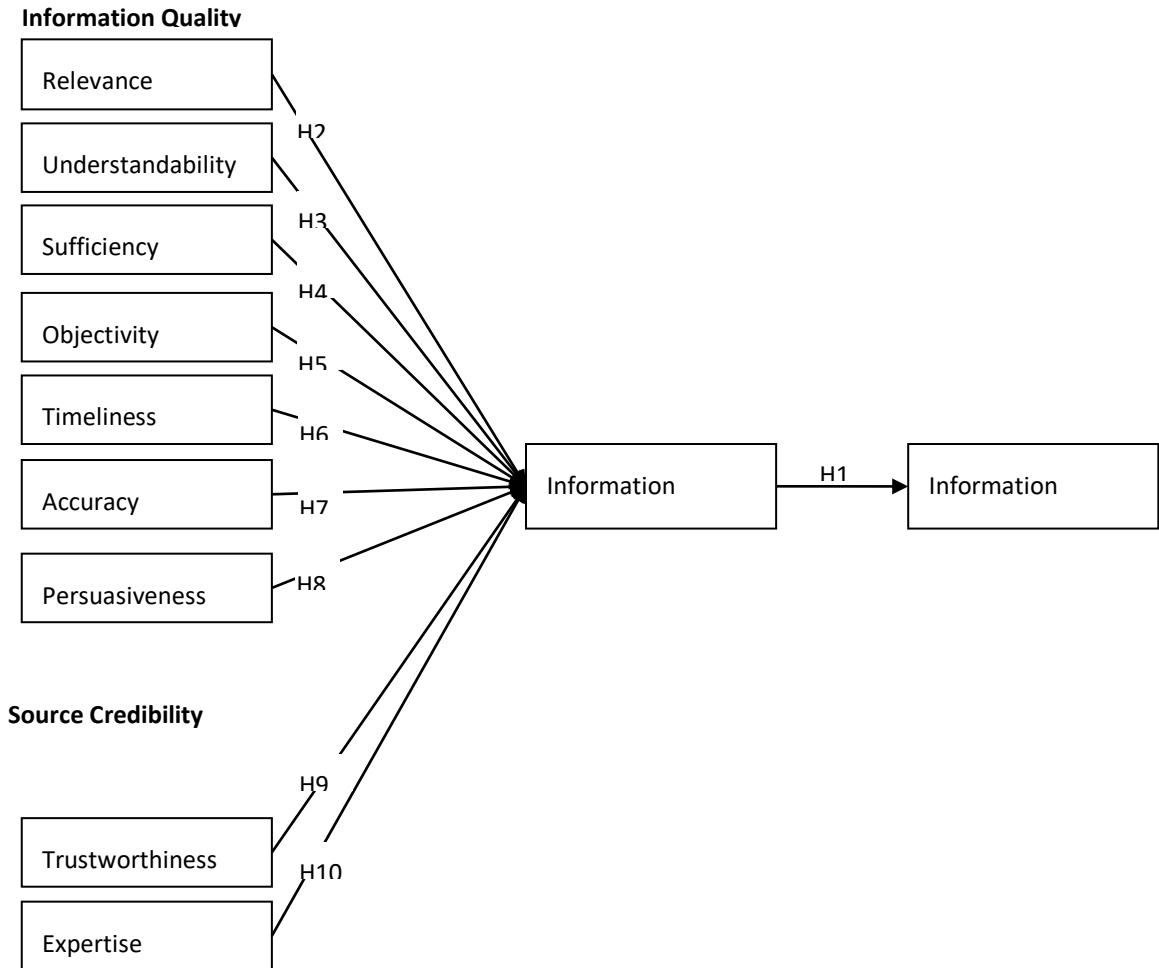 Information Quality
Relevance
H2
Understandability
H3
Sufficiency
H4
Objectivity
H5
Timeliness
H6
Accuracy
H7
Persuasiveness
H8
Information
H1
Information
Source Credibility
H9
Trustworthiness
H10
Expertise